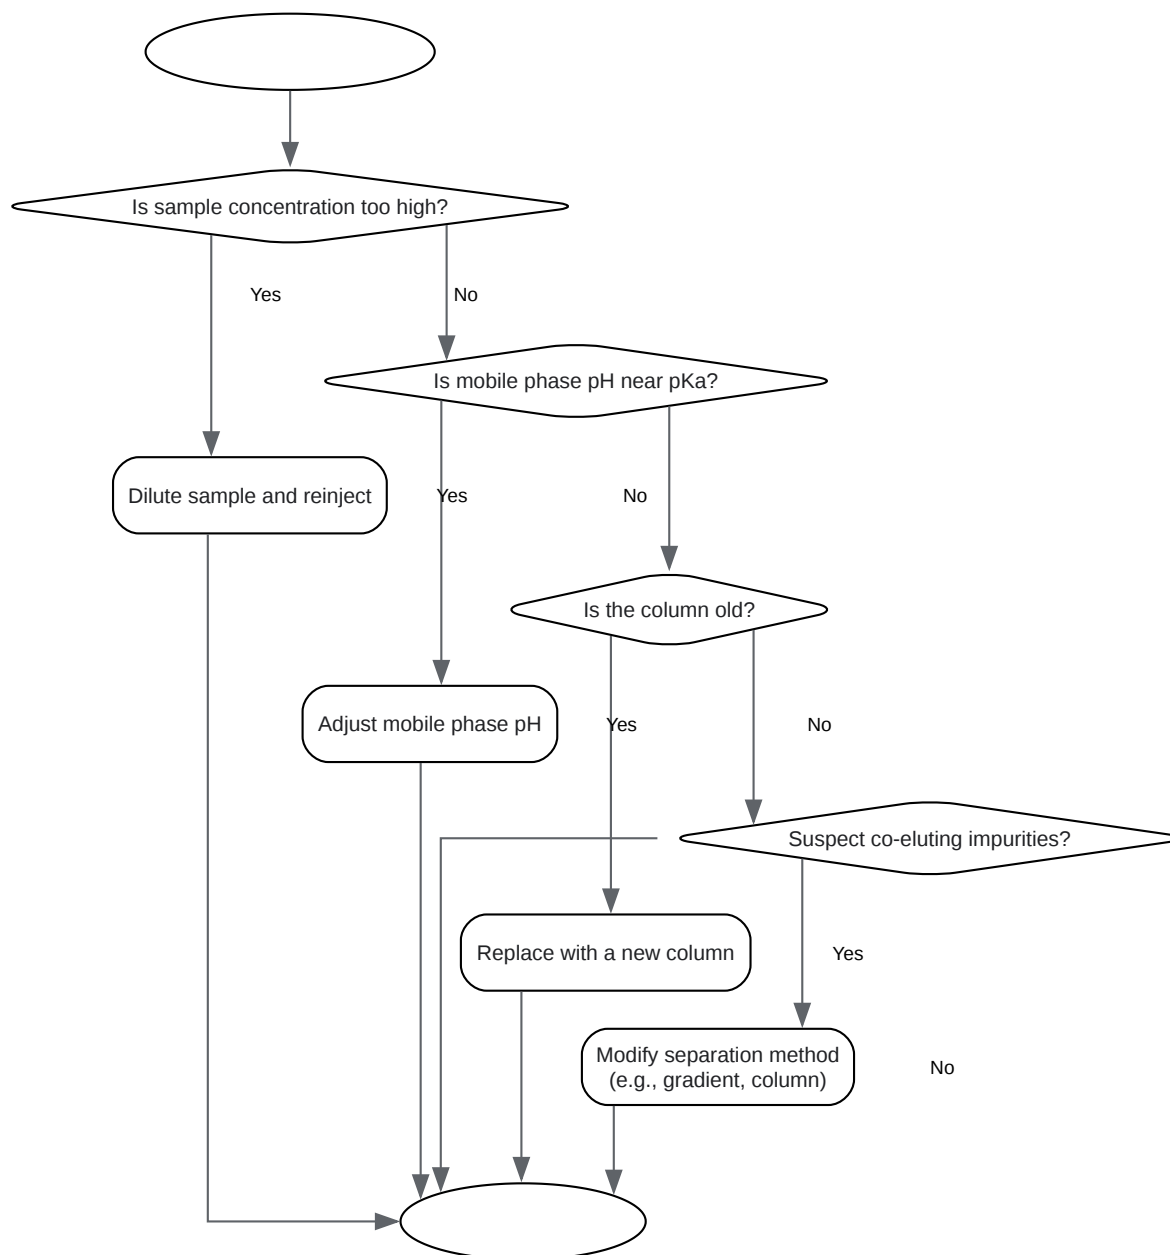 Is sample concentration too high?
Yes
No
Is mobile phase pH near pKa?
Dilute sample and reinject
Yes
No
Is the column old?
Adjust mobile phase pH
Yes
No
Suspect co-eluting impurities?
Replace with a new column
Yes
Modify separation method
(e.g., gradient, column)
No